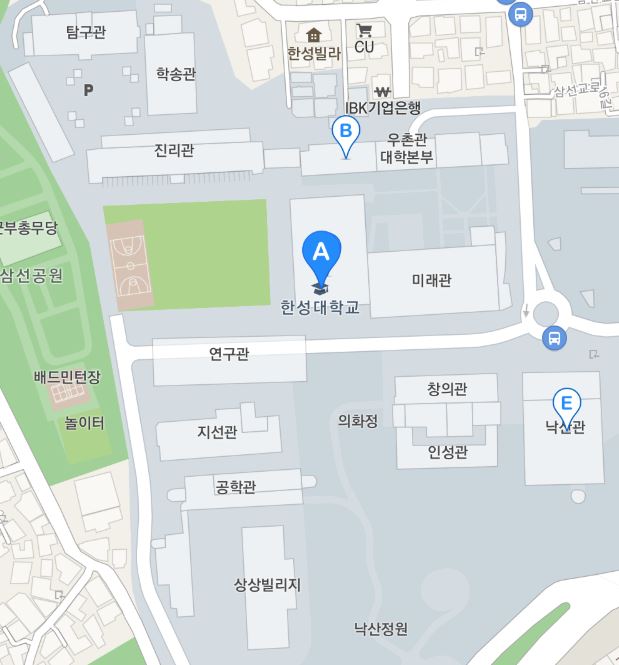 삼선공원
배드민턴장
놀이터
탐구관
P
학송관
진리관
연구관
지선관
공학관
상상빌리지
한성대학교
A
B
한성빌라
CU
IBK기업은행
₩
우촌관
대학본부
미래관
의화정
낙산정원
창의관
인성관
낙산관
E